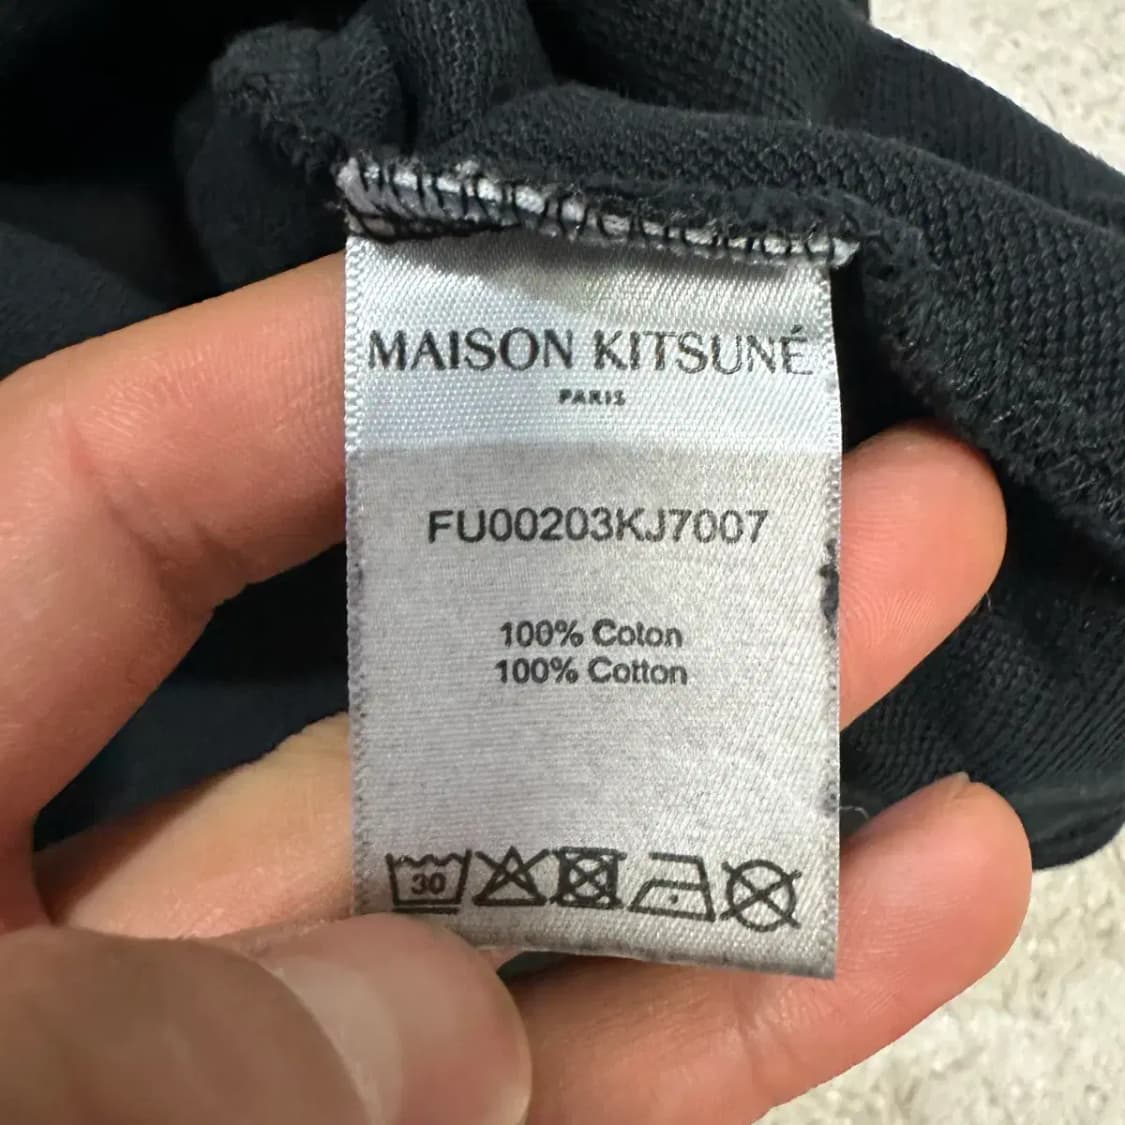 MAISON KITSUNÉ
PARIS
FU00203KJ7007
100% Coton
100% Cotton
30